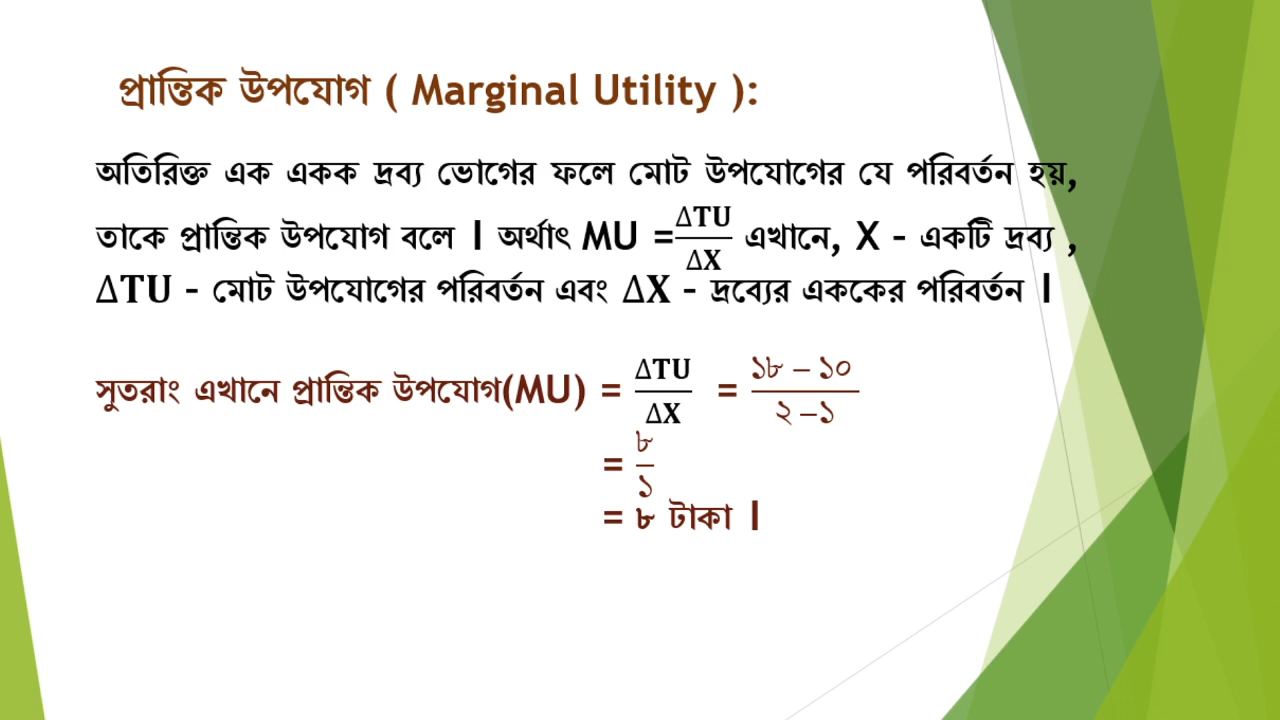 প্রান্তিক উপযোগ ( Marginal Utility ):
অতিরিক্ত এক একক দ্রব্য ভোগের ফলে মোট উপযোগের যে পরিবর্তন হয়,
তাকে প্রান্তিক উপযোগ বলে । অর্থাৎ MU = ΔTU/ΔX এখানে, X - একটি দ্রব্য ,
ΔTU - মোট উপযোগের পরিবর্তন এবং ΔX - দ্রব্যের এককের পরিবর্তন ।
সুতরাং এখানে প্রান্তিক উপযোগ(MU) = ΔTU/ΔX = ১৮ – ১০/২ –১
= ৮/১
= ৮ টাকা ।